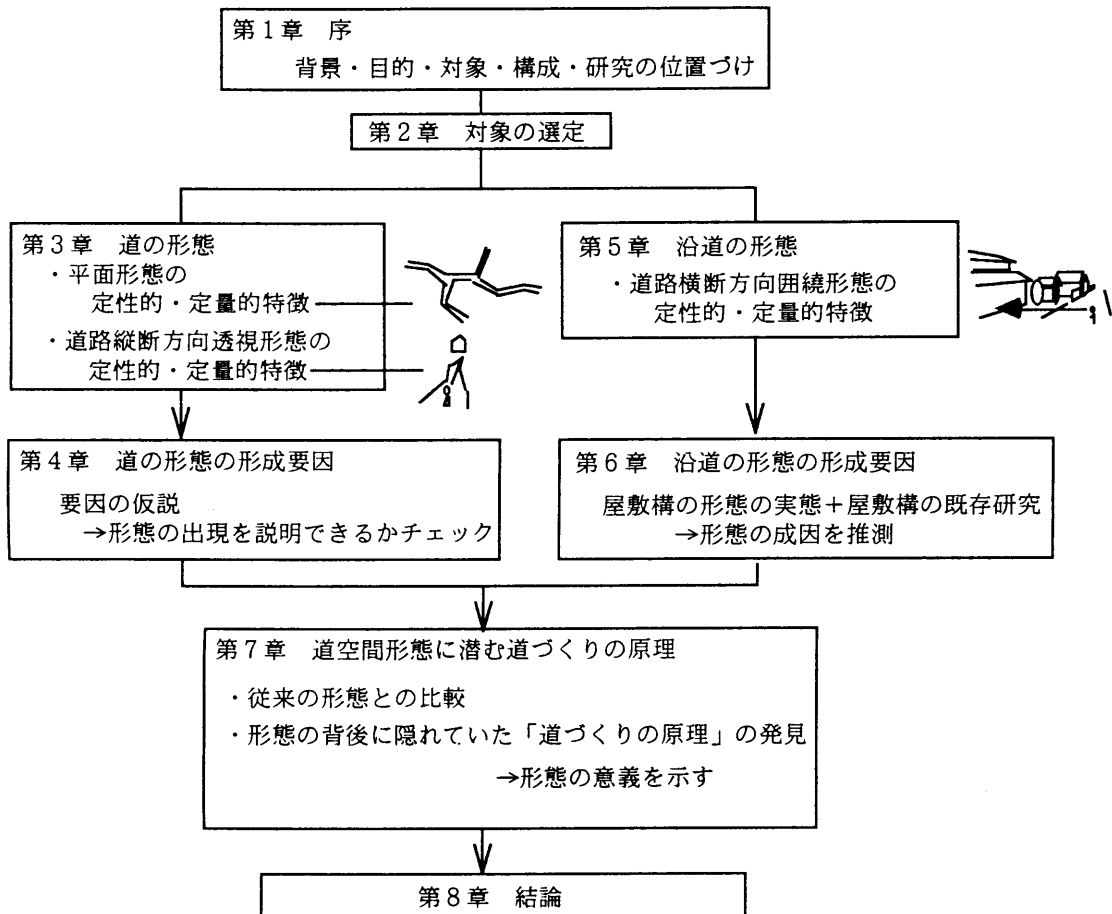 第1章 序
背景・目的・対象・構成・研究の位置づけ
第2章 対象の選定
第3章 道の形態
・平面形態の
定性的・定量的特徴
・道路縦断方向透視形態の
定性的・定量的特徴
第5章 沿道の形態
・道路横断方向囲繞形態の
定性的・定量的特徴
第4章 道の形態の形成要因
要因の仮説
→形態の出現を説明できるかチェック
第6章 沿道の形態の形成要因
屋敷構の形態の実態＋屋敷構の既存研究
→形態の成因を推測
第7章 道空間形態に潜む道づくりの原理
・従来の形態との比較
・形態の背後に隠れていた「道づくりの原理」の発見
→形態の意義を示す
第8章 結論